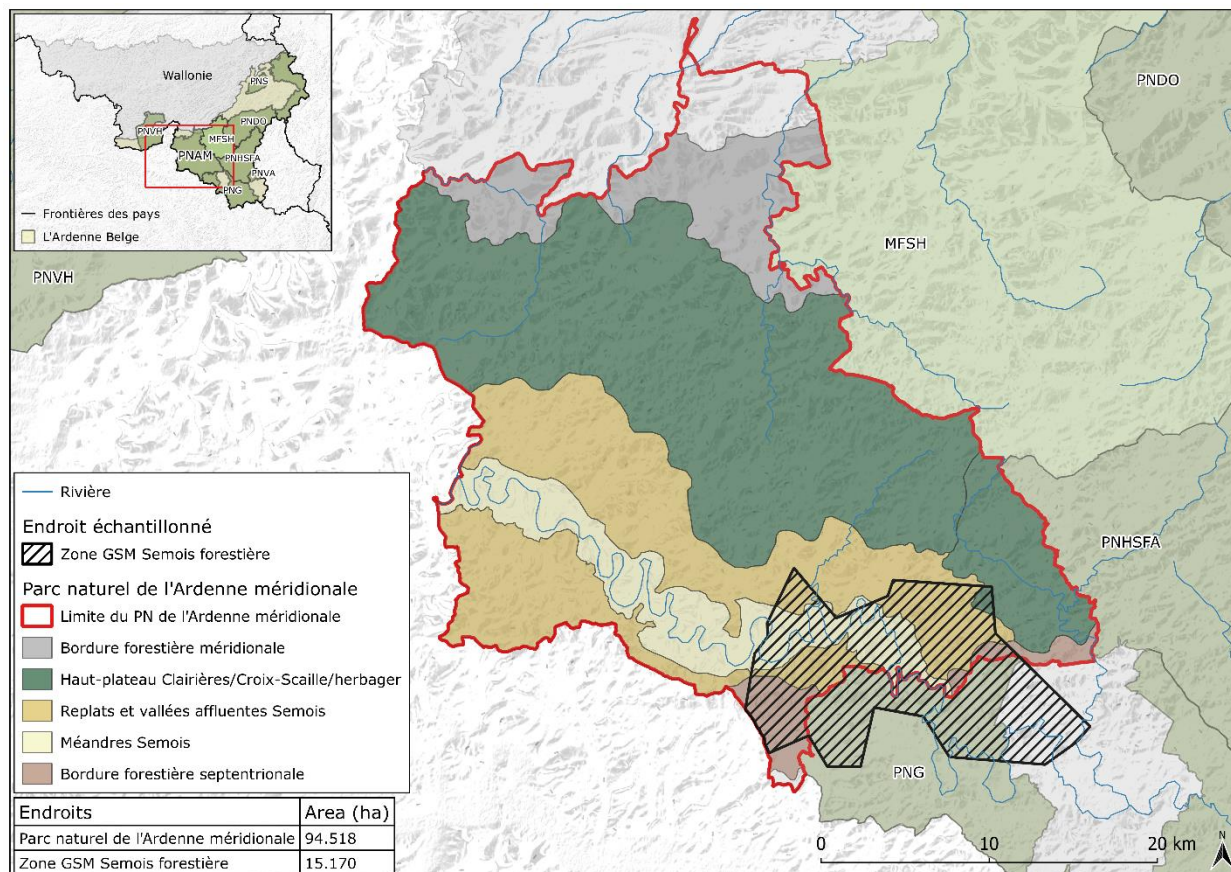 Wallonie
PNS
PNDO
PNVH
MFSH
PNAM
PNHSFA
PNVA
PNG
Frontières des pays
L'Ardenne Belge
PNDO
PNVH
MFSH
PNHSFA
PNG
Rivière
Endroit échantillonné
Zone GSM Semois forestière
Parc naturel de l'Ardenne méridionale
Limite du PN de l'Ardenne méridionale
Bordure forestière méridionale
Haut-plateau Clairières/Croix-Scaille/herbager
Replats et vallées affluentes Semois
Méandres Semois
Bordure forestière septentrionale
Endroits Area (ha)
Parc naturel de l'Ardenne méridionale 94.518
Zone GSM Semois forestière 15.170
0 10 20 km
N